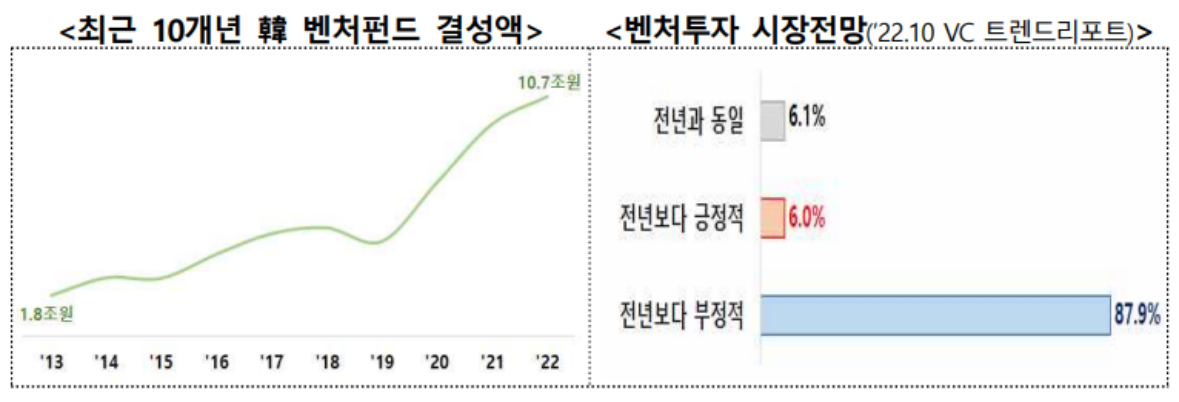 <최근 10개년 韓 벤처펀드 결성액>
10.7조원
1.8조원
'13 '14 '15 '16 '17 '18 '19 '20 '21 '22
<벤처투자 시장전망('22.10 VC 트렌드리포트)>
전년과 동일 6.1%
전년보다 긍정적 6.0%
전년보다 부정적 87.9%